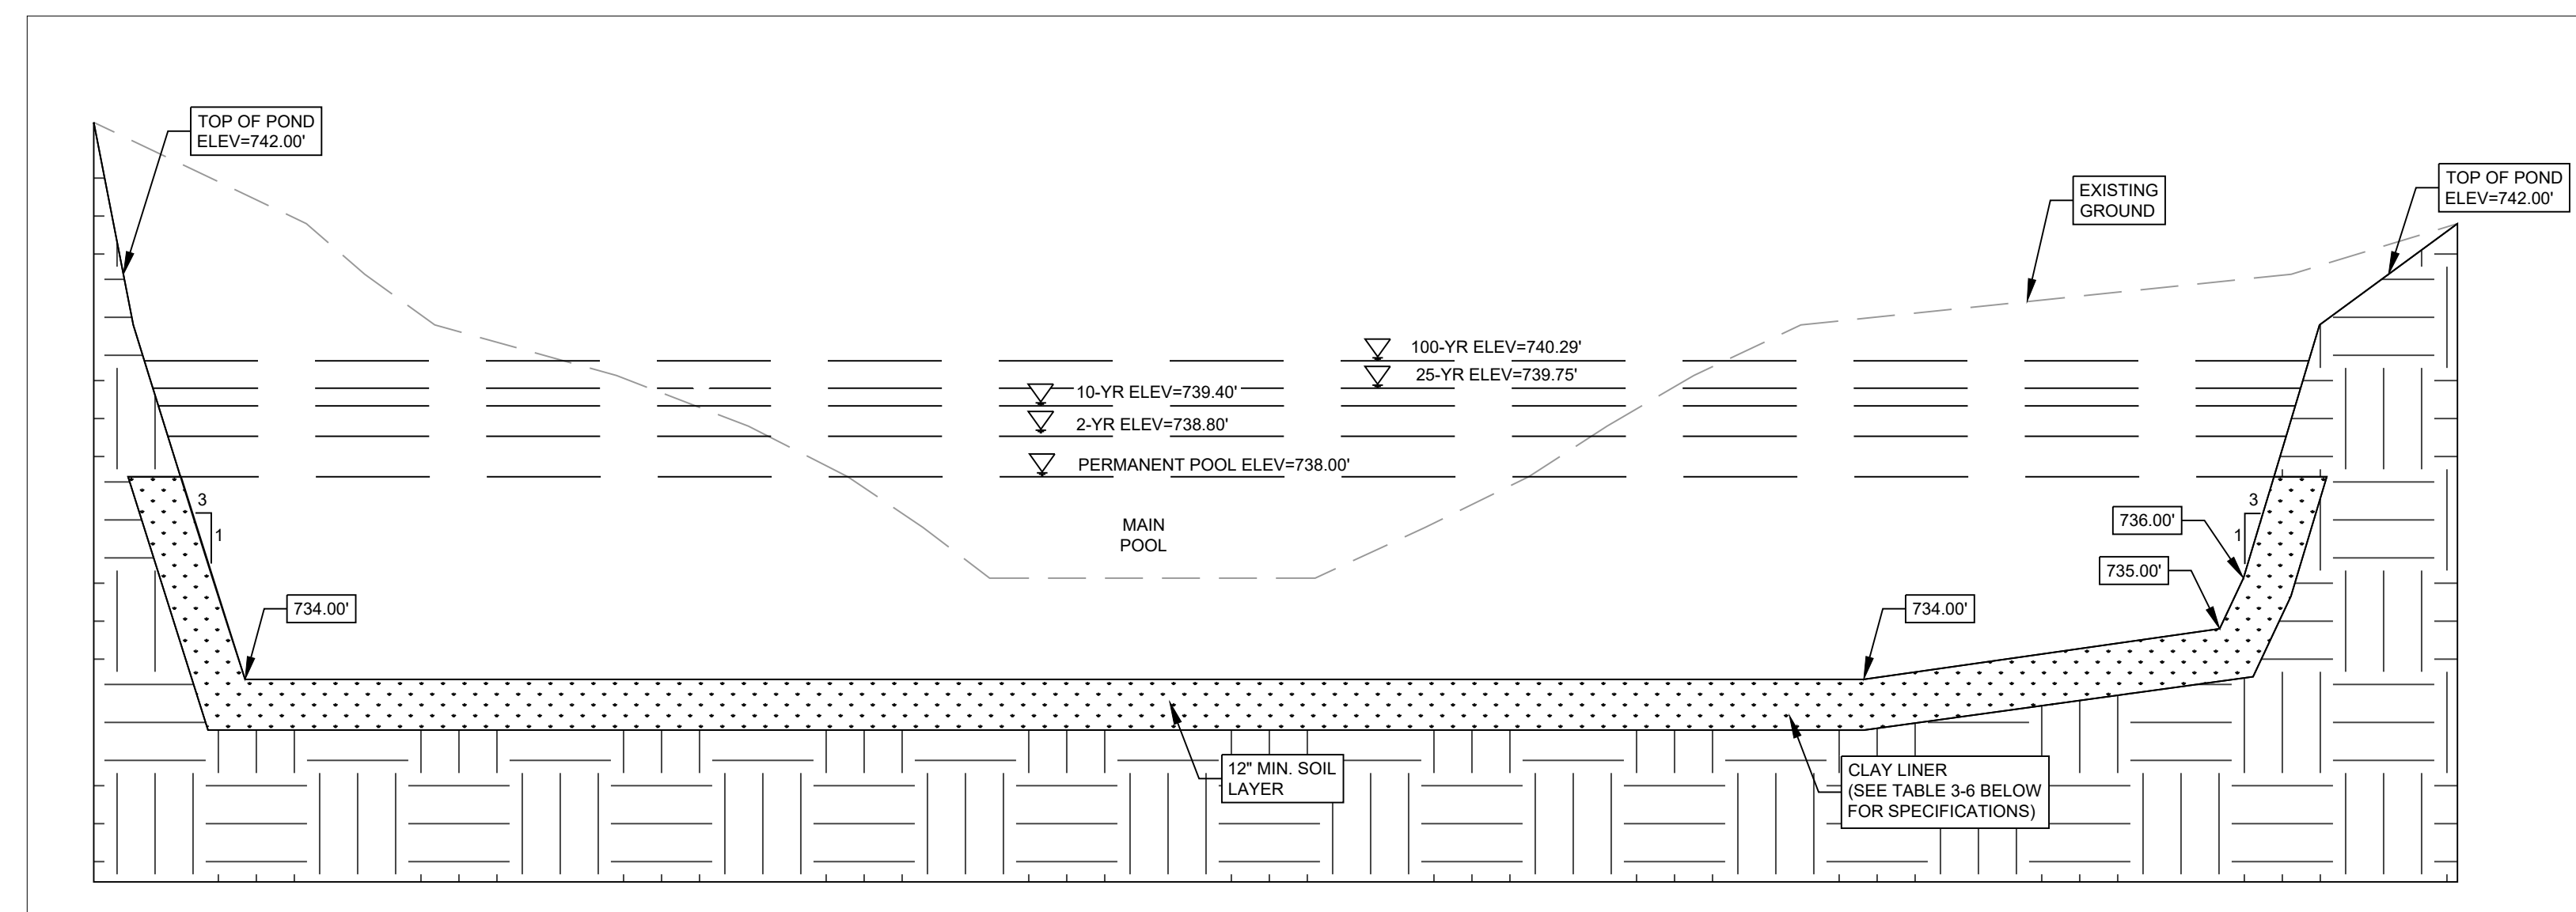 TOP OF POND
ELEV=742.00'
EXISTING
GROUND
TOP OF POND
ELEV=742.00'
100-YR ELEV=740.29'
25-YR ELEV=739.75'
10-YR ELEV=739.40'
2-YR ELEV=738.80'
PERMANENT POOL ELEV=738.00'
MAIN
POOL
3
1
3
1
736.00'
735.00'
734.00'
734.00'
12" MIN. SOIL
LAYER
CLAY LINER
(SEE TABLE 3-6 BELOW
FOR SPECIFICATIONS)